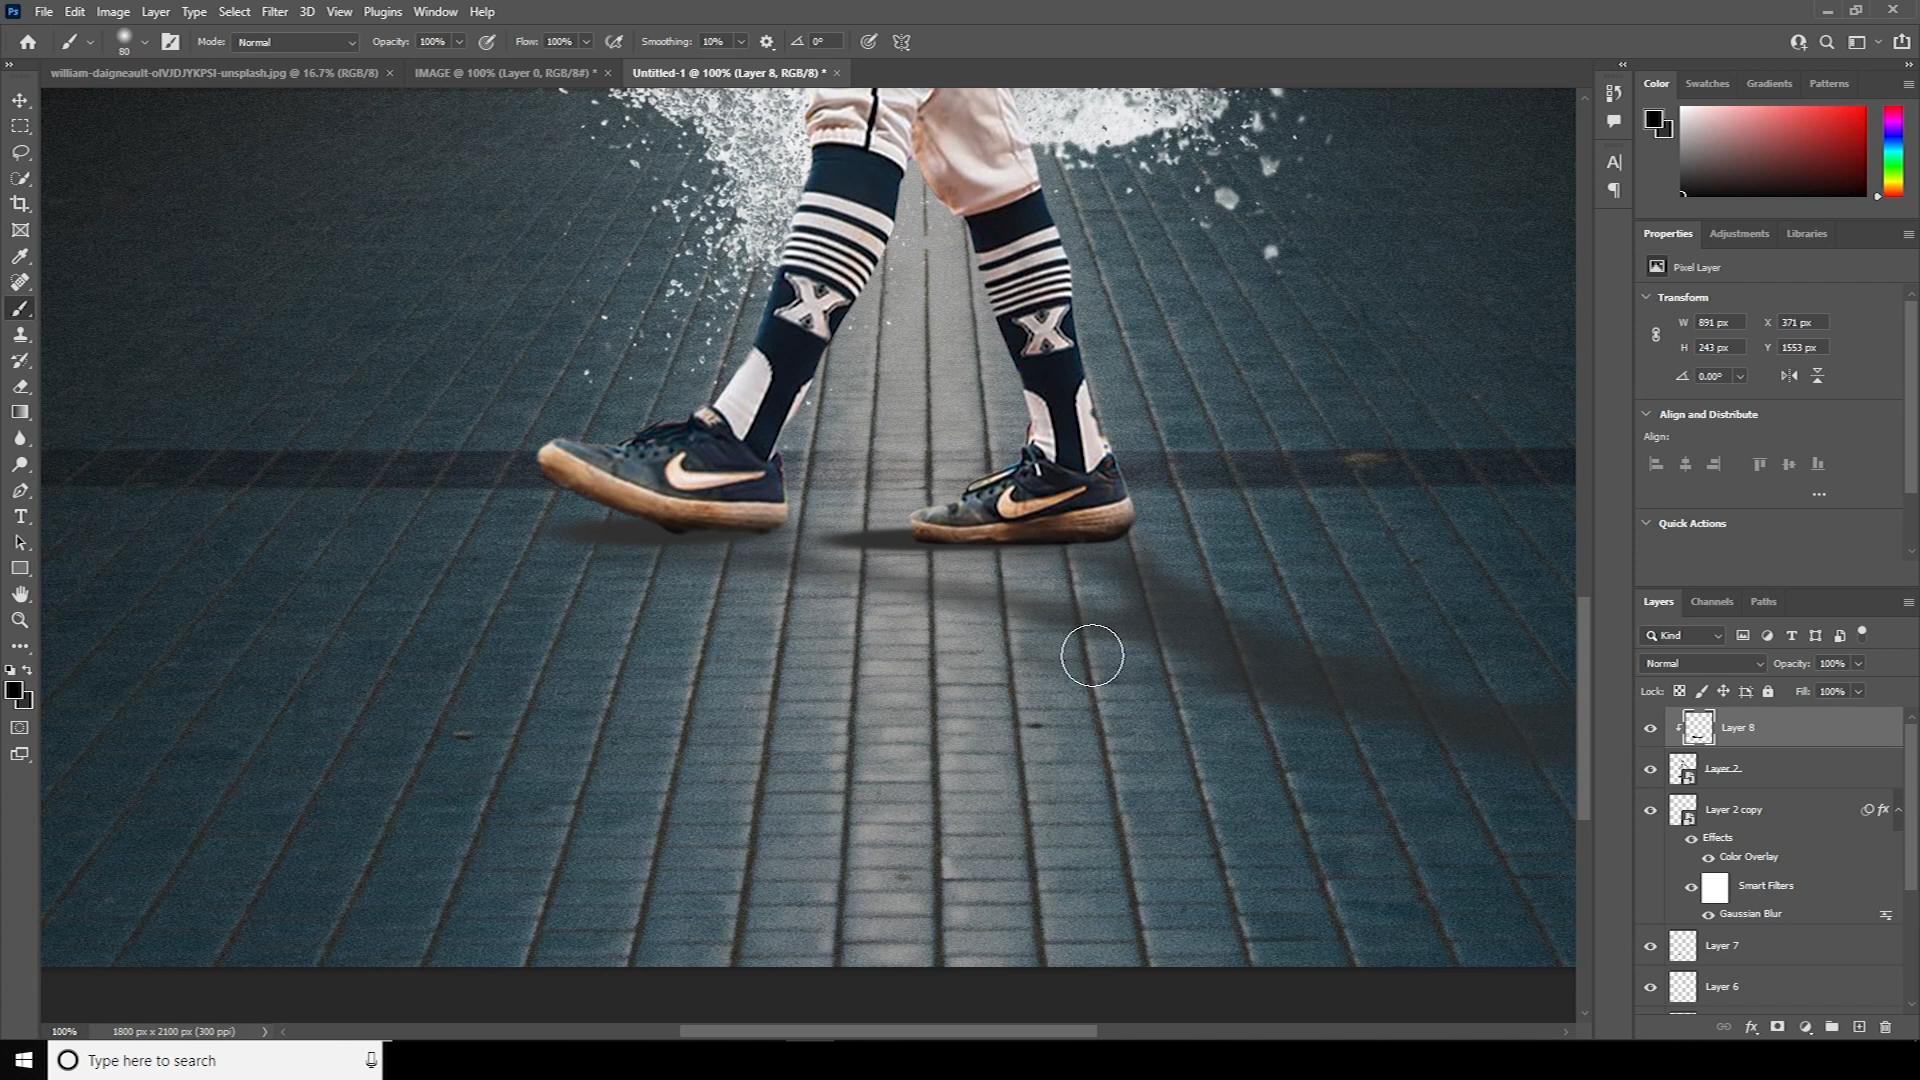 Ps File Edit Image Layer Type Select Filter 3D View Plugins Window Help
80 Mode: Normal Opacity: 100% Flow: 100% Smoothing: 10% 0°
william-daigneault-oIVJDJYKPSI-unsplash.jpg @ 16.7% (RGB/8) × IMAGE @ 100% (Layer 0, RGB/8#) * × Untitled-1 @ 100% (Layer 8, RGB/8) * ×
Color Swatches Gradients Patterns
Properties Adjustments Libraries
Pixel Layer
Transform
W 891 px X 371 px
H 243 px Y 1553 px
0.00°
Align and Distribute
Align:
Quick Actions
Layers Channels Paths
Kind
Normal Opacity: 100%
Lock: Fill: 100%
Layer 8
Layer 2
Layer 2 copy fx
Effects
Color Overlay
Smart Filters
Gaussian Blur
Layer 7
Layer 6
X
X
100% 1800 px x 2100 px (300 ppi)
Type here to search